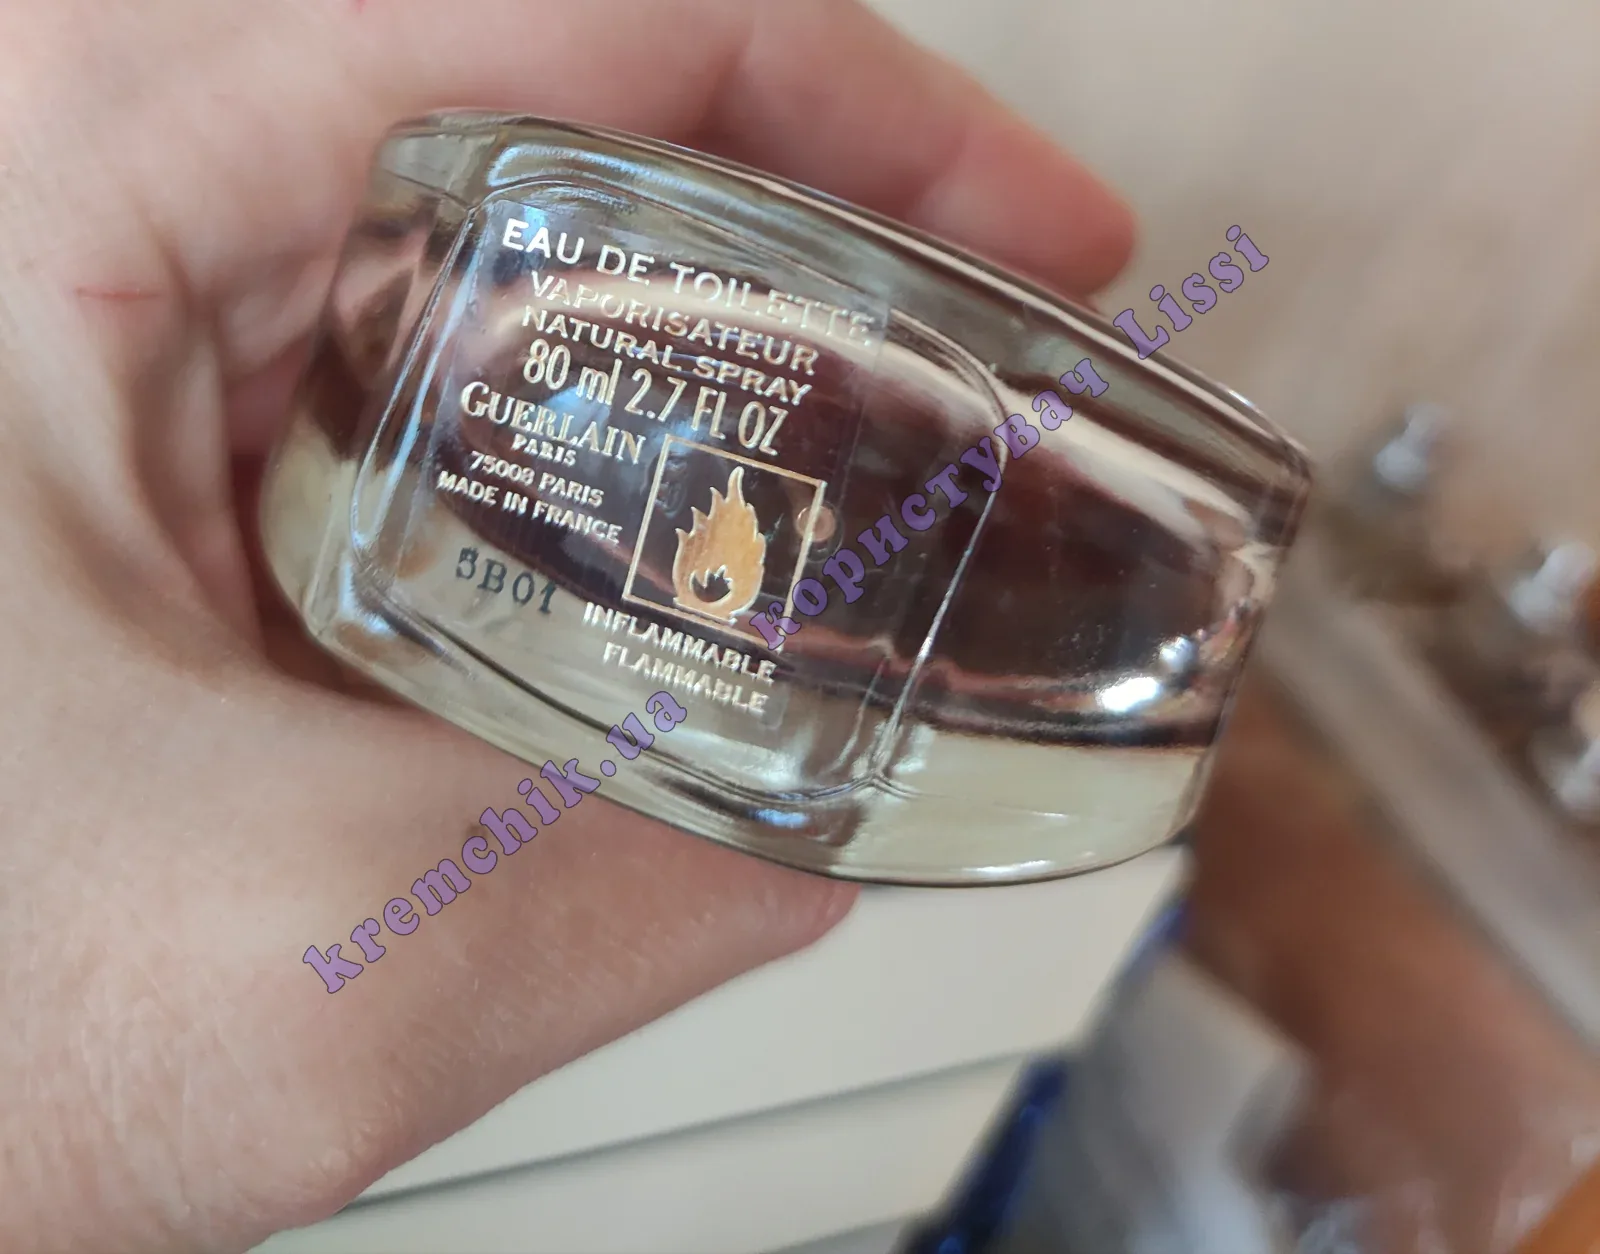 EAU DE TOILETTE
VAPORISATEUR
NATURAL SPRAY
80 ml 2.7 FL OZ
GUERLAIN
PARIS
75008 PARIS
MADE IN FRANCE
5B01
INFLAMMABLE
FLAMMABLE
kremchik.ua користувач Lissi